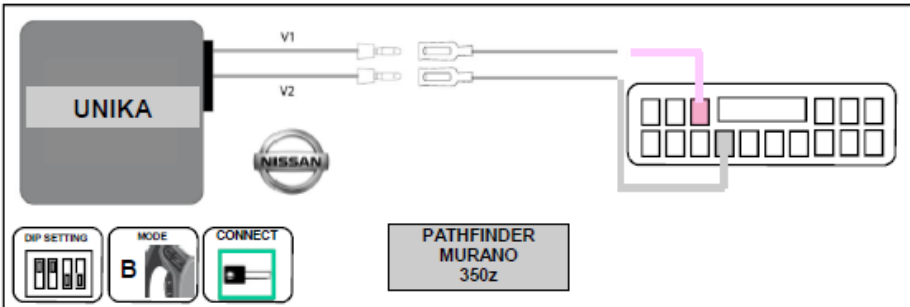 V1
V2
UNIKA
NISSAN
DIP SETTING
MODE
B
CONNECT
PATHFINDER
MURANO
350z